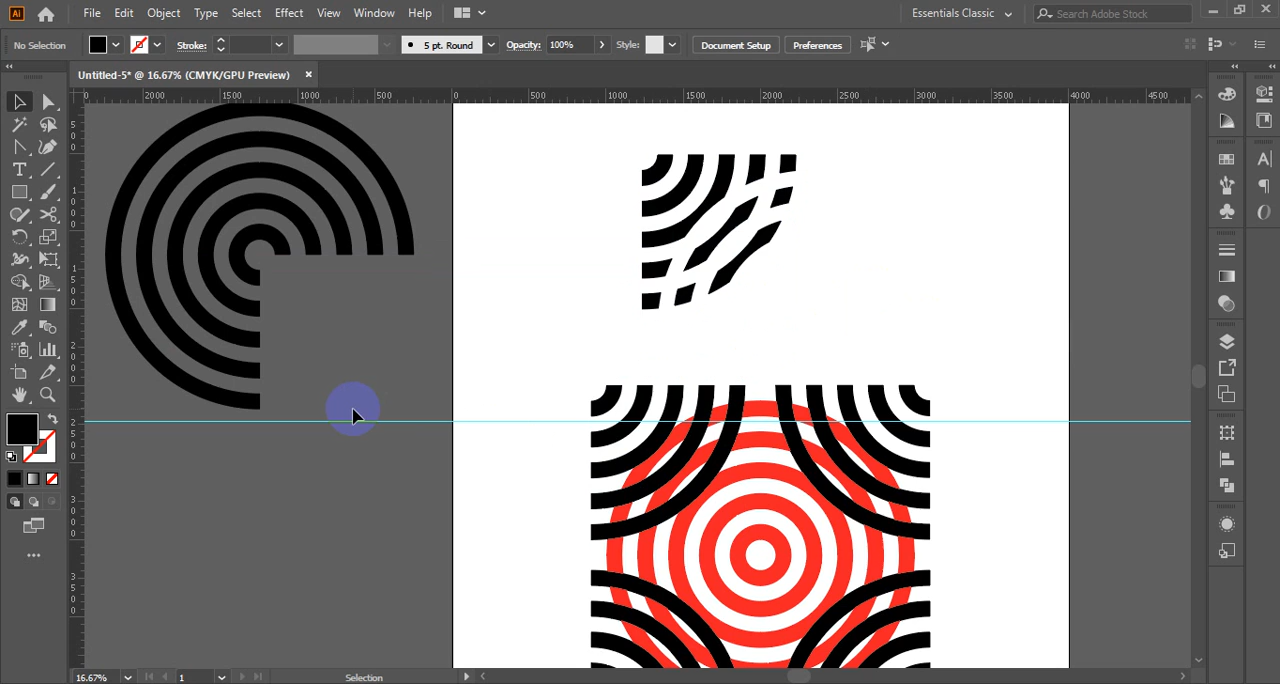 Ai File Edit Object Type Select Effect View Window Help Essentials Classic Search Adobe Stock
No Selection Stroke: 5 pt. Round Opacity: 100% Style: Document Setup Preferences
Untitled-5* @ 16.67% (CMYK/GPU Preview)
2000 1500 1000 500 0 500 1000 1500 2000 2500 3000 3500 4000 4500
16.67% 1 Selection